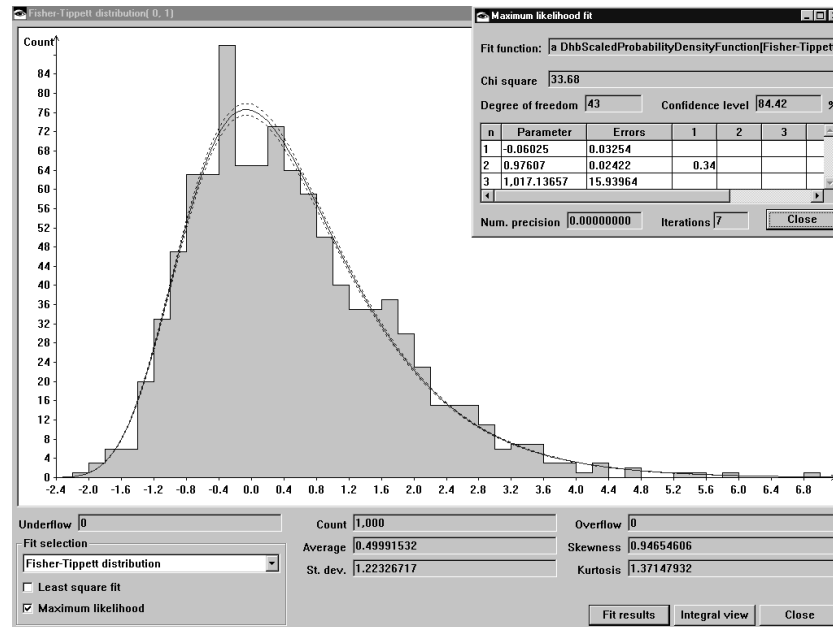 Fisher-Tippett distribution( 0, 1)
Count
84
80
76
72
68
64
60
56
52
48
44
40
36
32
28
24
20
16
12
8
4
0
-2.4 -2.0 -1.6 -1.2 -0.8 -0.4 0.0 0.4 0.8 1.2 1.6 2.0 2.4 2.8 3.2 3.6 4.0 4.4 4.8 5.2 5.6 6.0 6.4 6.8
Maximum likelihood fit
Fit function: a DhbScaledProbabilityDensityFunction[Fisher-Tippett
Chi square 33.68
Degree of freedom 43 Confidence level 84.42 %
n Parameter Errors 1 2 3
1 -0.06025 0.03254
2 0.97607 0.02422 0.34
3 1,017.13657 15.93964
Num. precision 0.00000000 Iterations 7 Close
Underflow 0 Count 1,000 Overflow 0
Fit selection Average 0.49991532 Skewness 0.94654606
Fisher-Tippett distribution St. dev. 1.22326717 Kurtosis 1.37147932
Least square fit
Maximum likelihood
Fit results Integral view Close